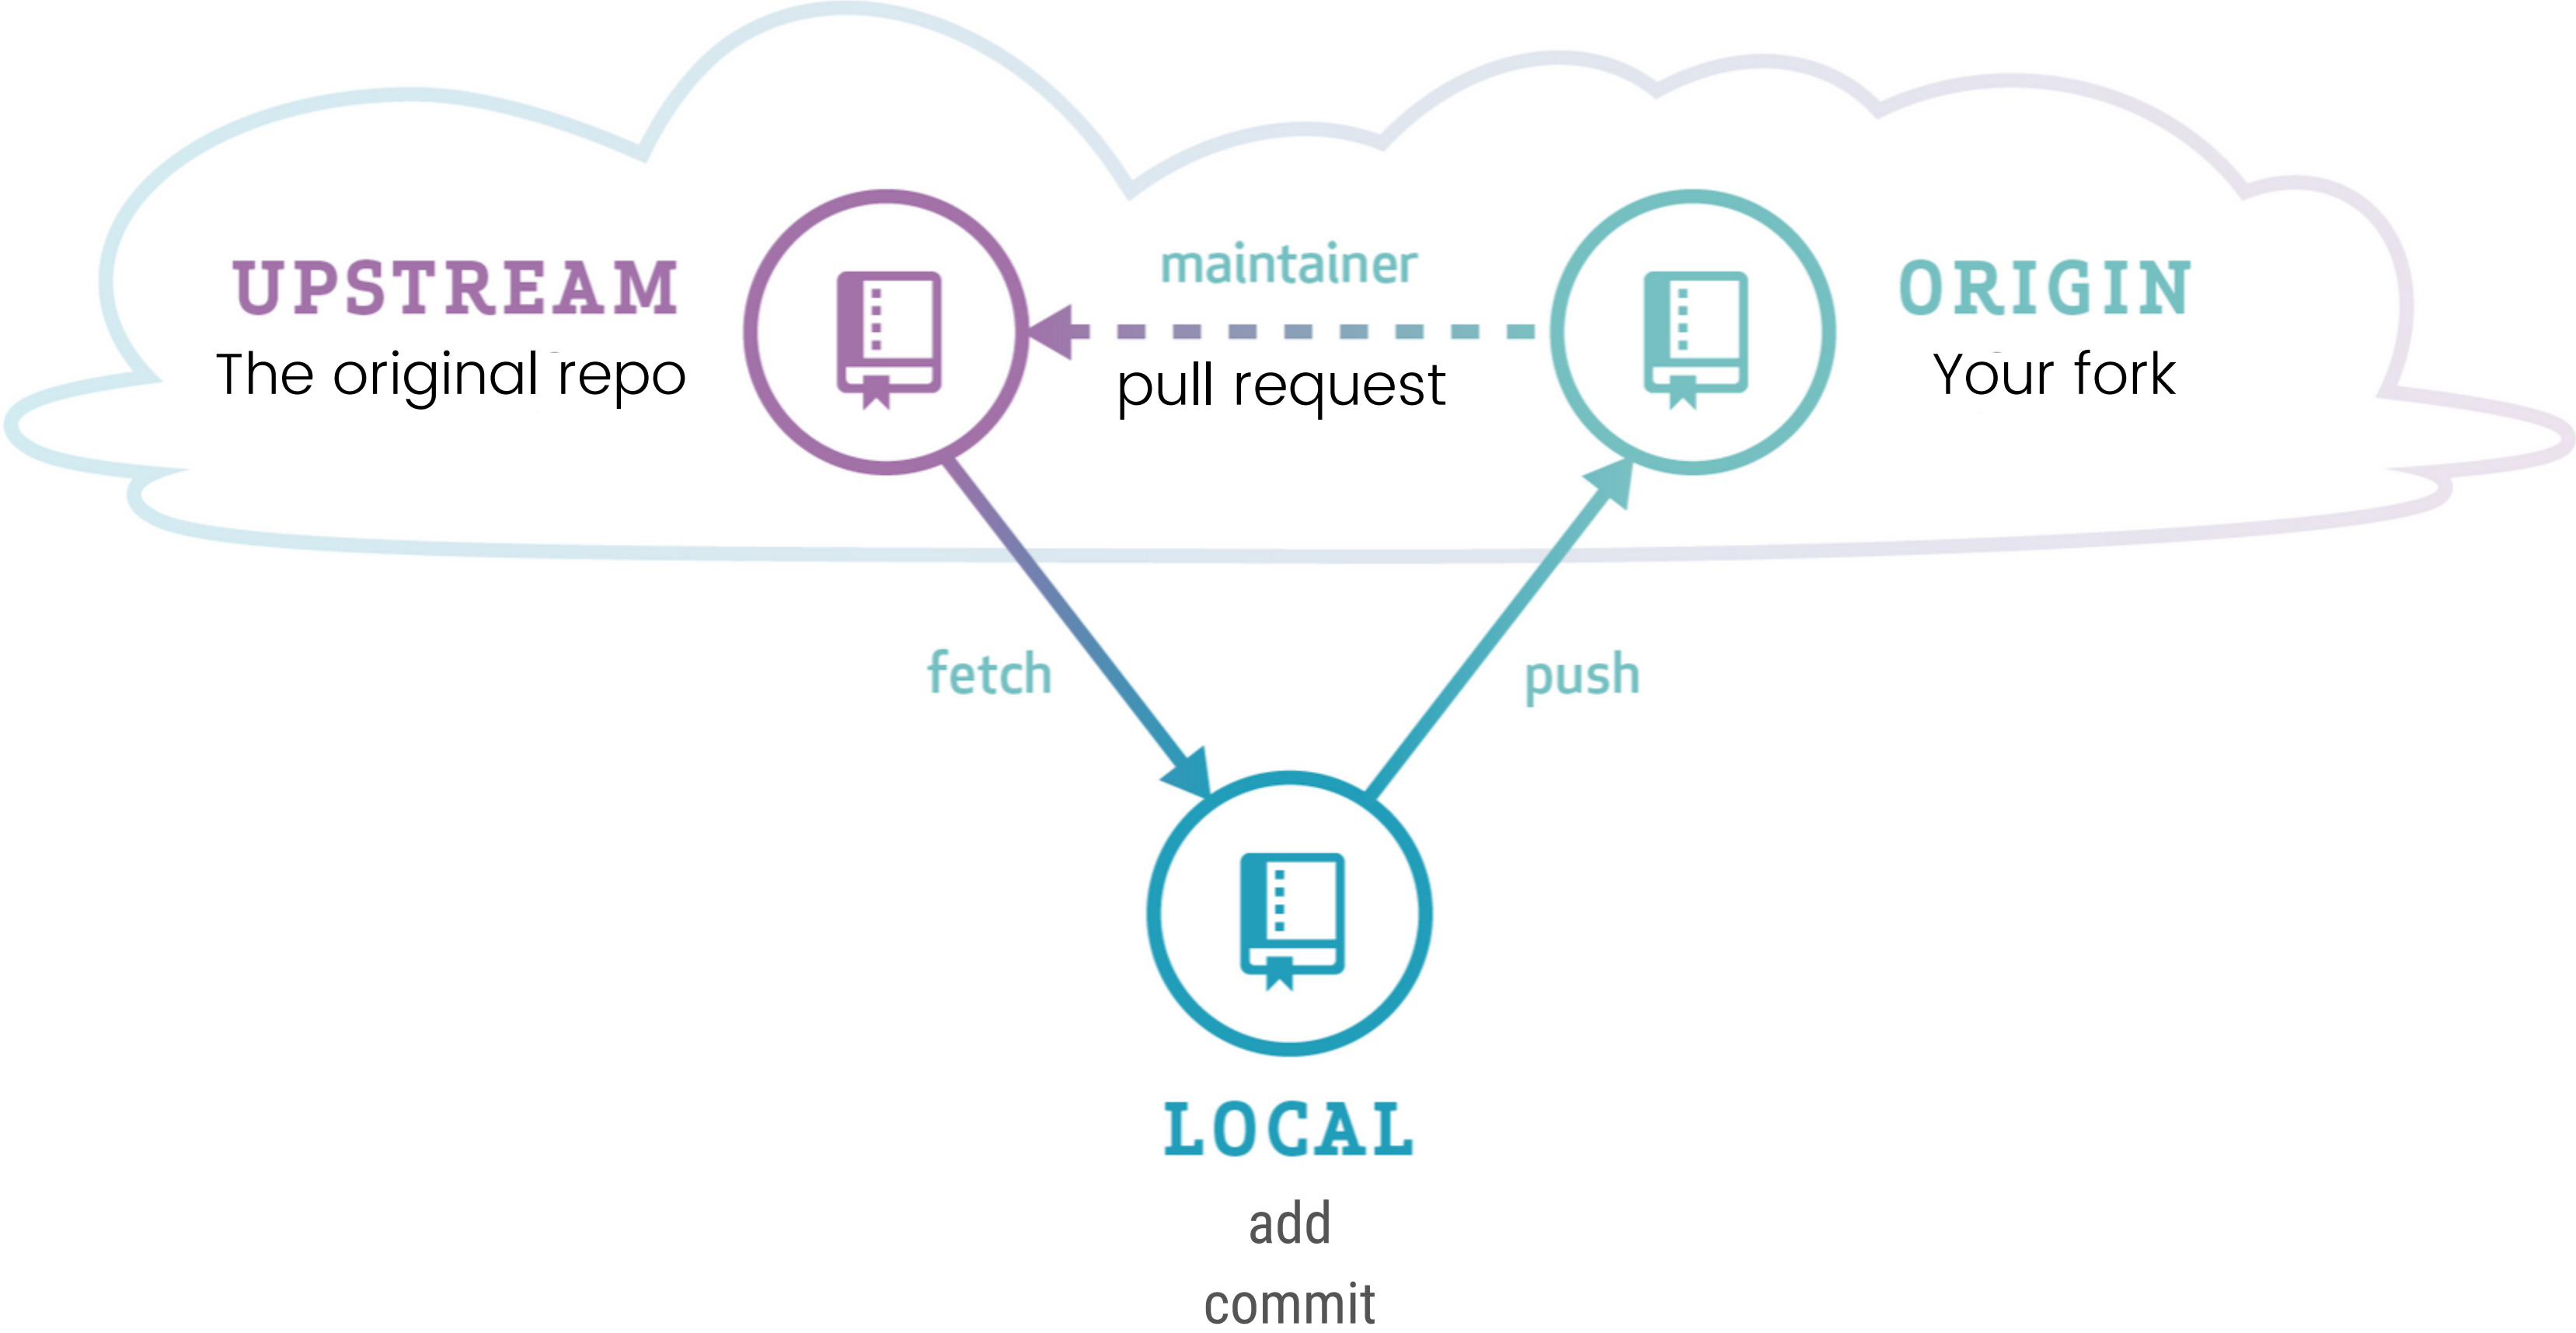 UPSTREAM
The original repo
maintainer
pull request
ORIGIN
Your fork
fetch
push
LOCAL
add
commit